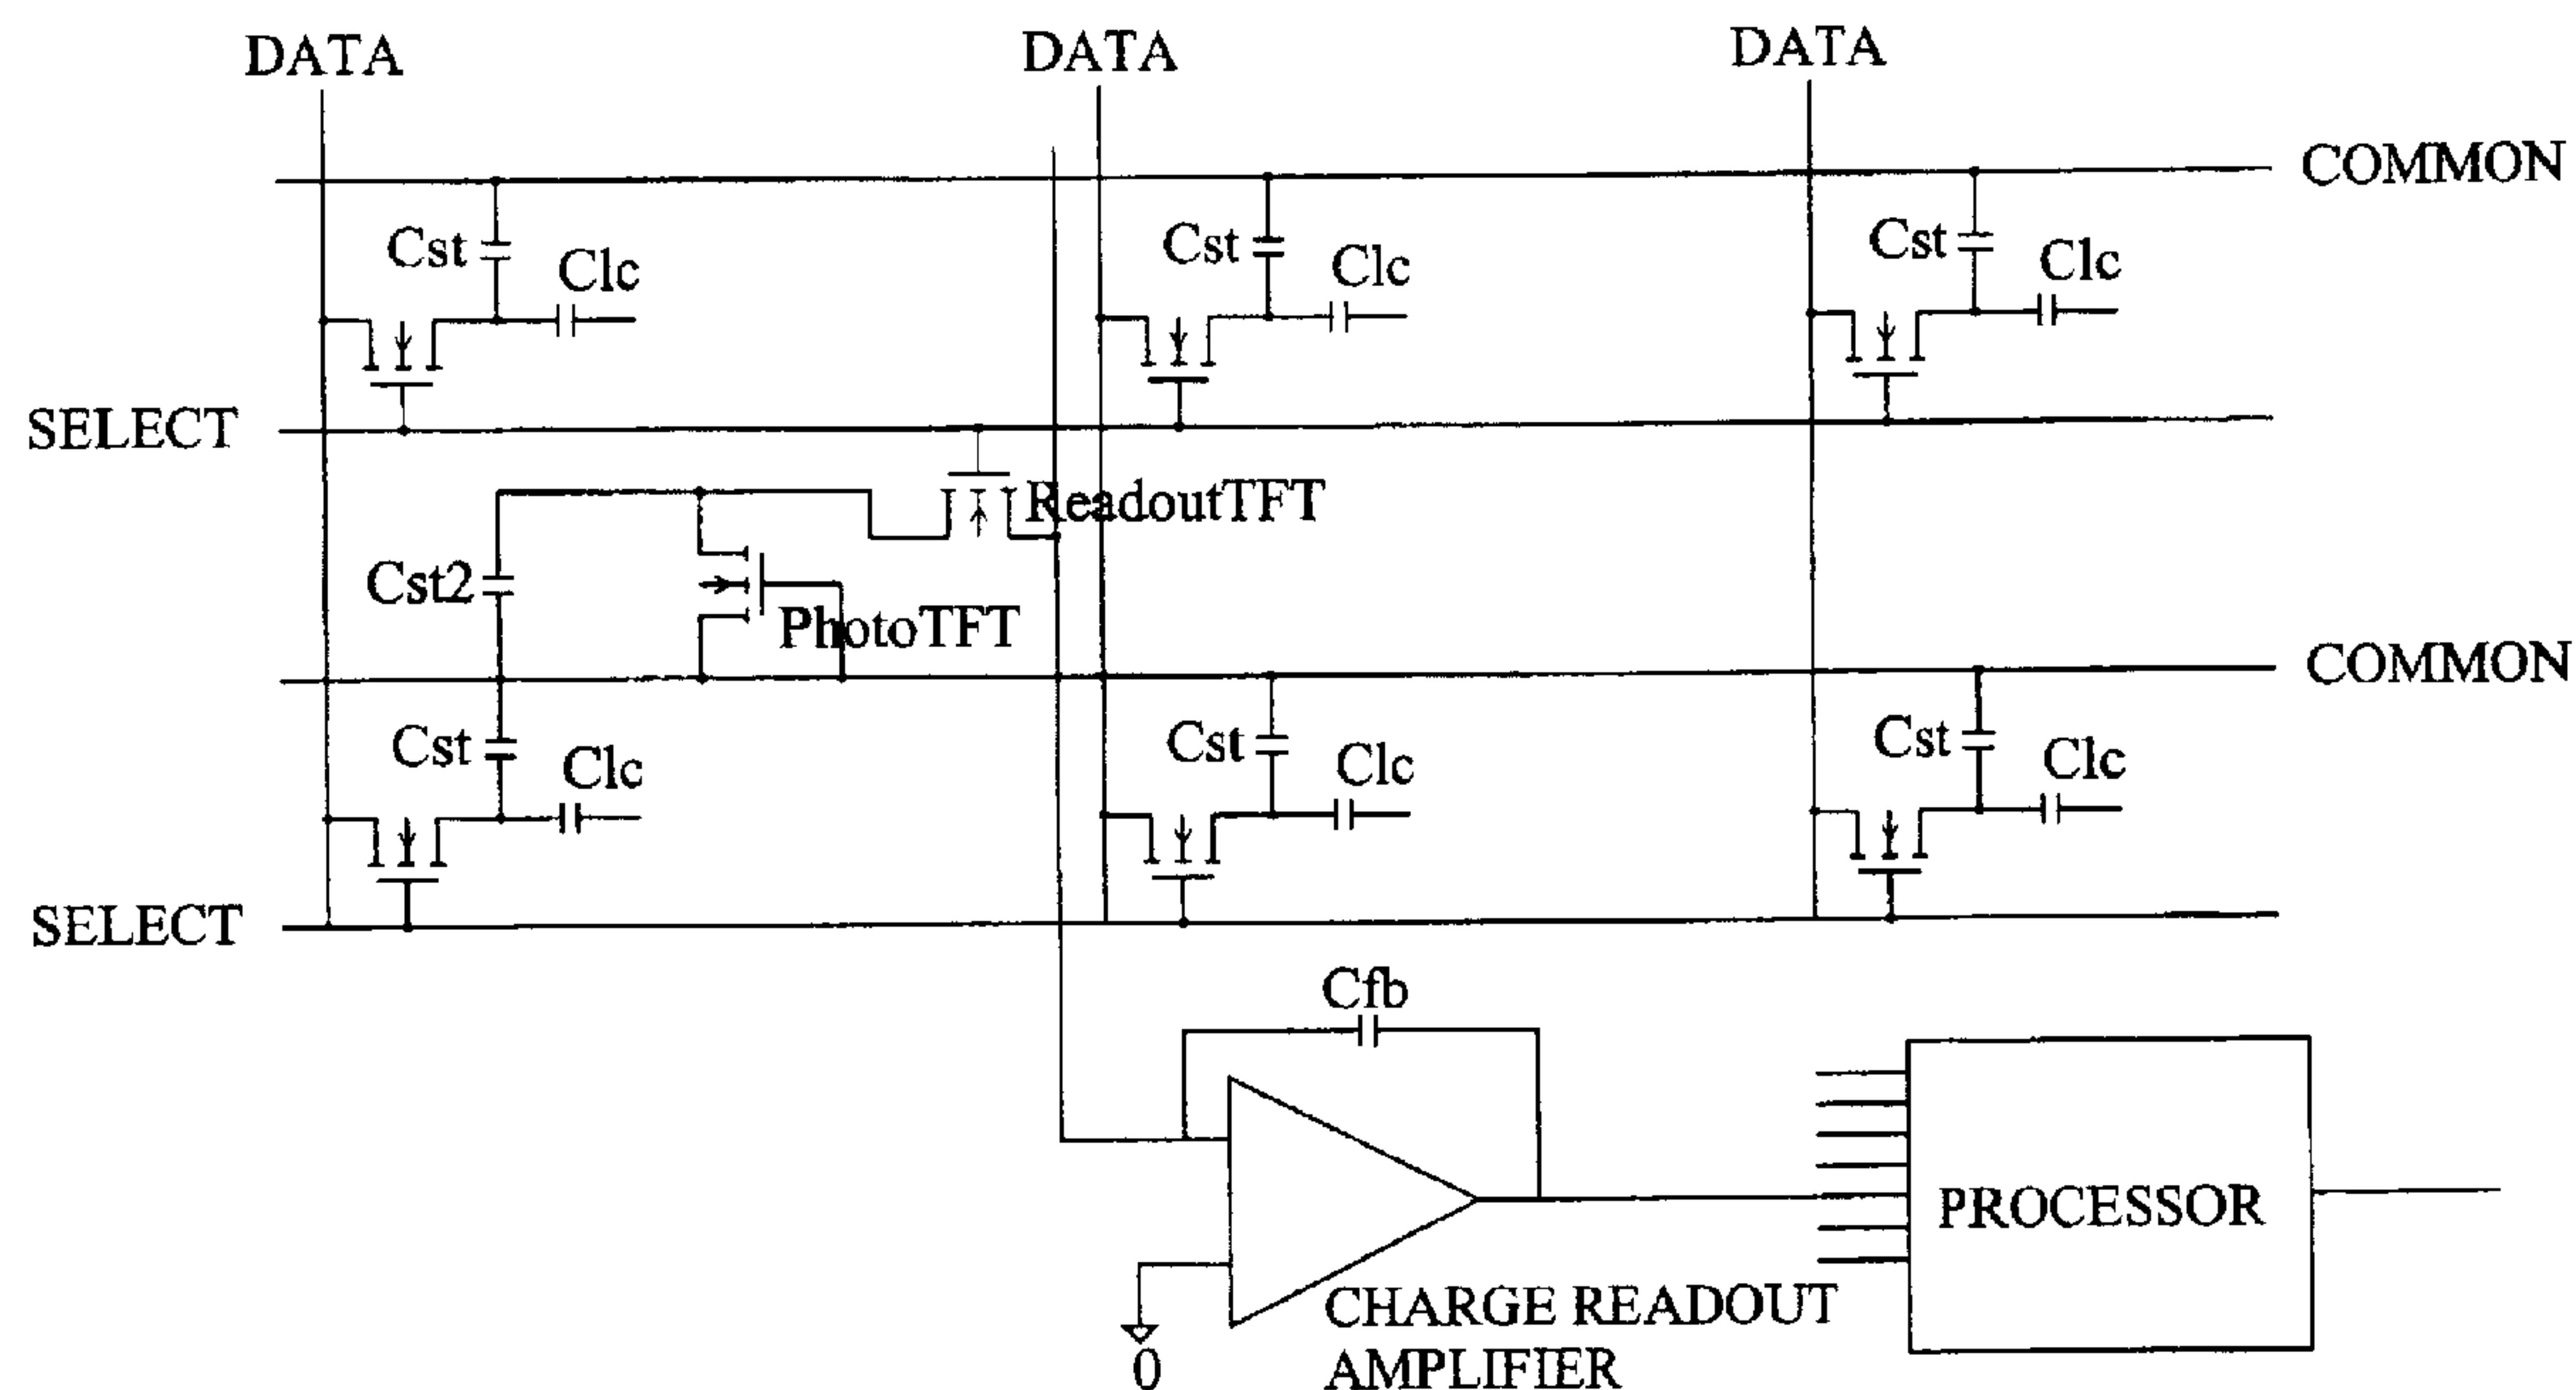 DATA DATA DATA
COMMON
Cst Clc Cst Clc Cst Clc
SELECT
ReadoutTFT
Cst2
PhotoTFT
COMMON
Cst Clc Cst Clc Cst Clc
SELECT
Cfb
PROCESSOR
CHARGE READOUT
AMPLIFIER
0